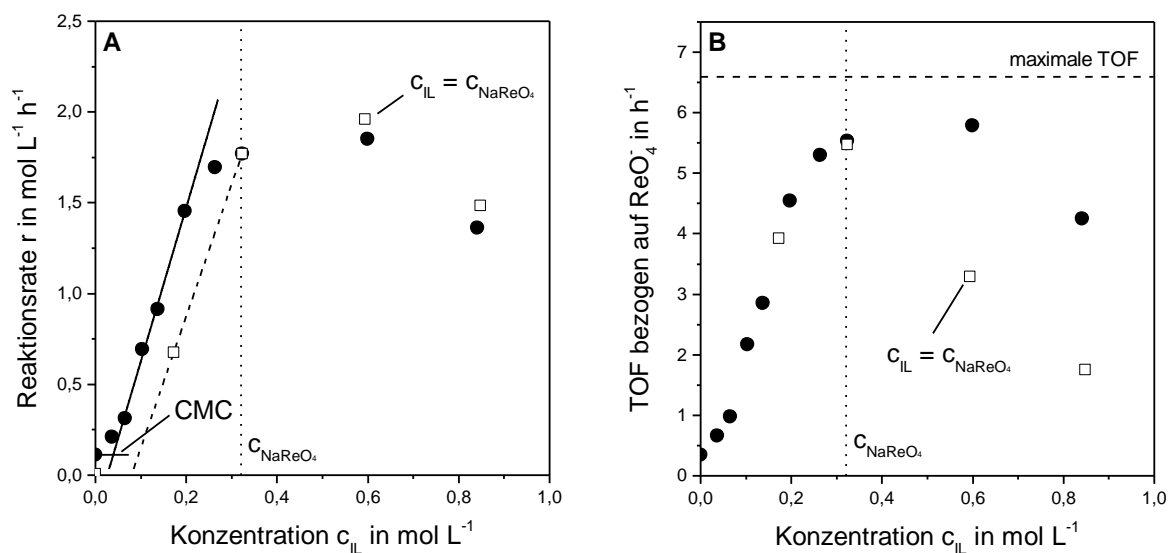 A
Reaktionsrate r in mol L⁻¹ h⁻¹
2,5
2,0
1,5
1,0
0,5
0,0
c_IL = c_NaReO₄
CMC
c_NaReO₄
0,0 0,2 0,4 0,6 0,8 1,0
Konzentration c_IL in mol L⁻¹
B
TOF bezogen auf ReO₄⁻ in h⁻¹
7
6
5
4
3
2
1
0
maximale TOF
c_IL = c_NaReO₄
c_NaReO₄
0,0 0,2 0,4 0,6 0,8 1,0
Konzentration c_IL in mol L⁻¹